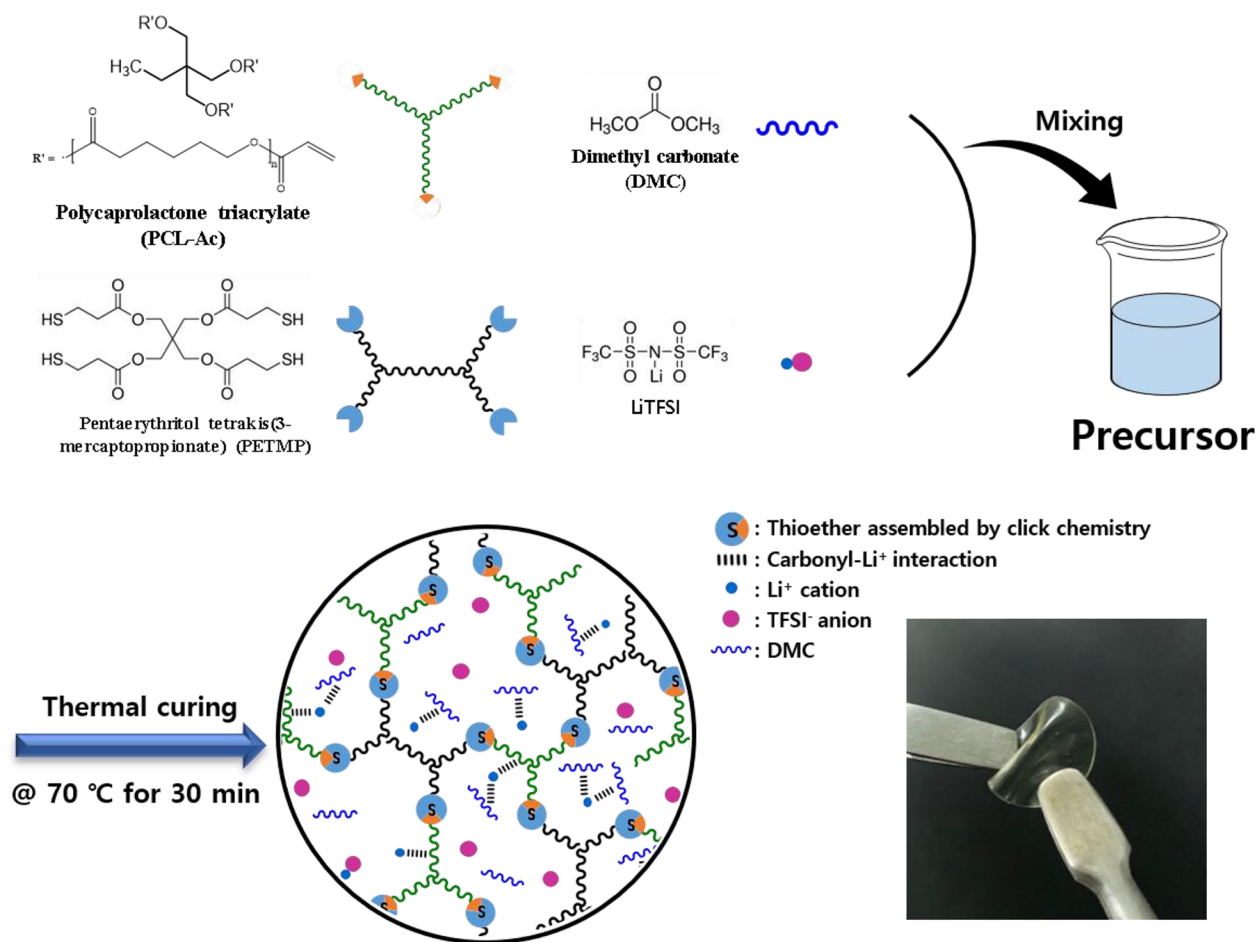 R'O
H₃C
OR'
OR'
R' =
O
O
n
O
Polycaprolactone triacrylate
(PCL-Ac)
O
H₃CO OCH₃
Dimethyl carbonate
(DMC)
Mixing
O O
HS O O SH
HS O O SH
O O
Pentaerythritol tetrakis(3-
mercaptopropionate) (PETMP)
O O
F₃C-S-N-S-CF₃
O Li O
LiTFSI
Precursor
Thermal curing
@ 70 ℃ for 30 min
S
S
S
S
S
S
S
S
S
S
S
S
S
S : Thioether assembled by click chemistry
: Carbonyl-Li⁺ interaction
: Li⁺ cation
: TFSI⁻ anion
: DMC